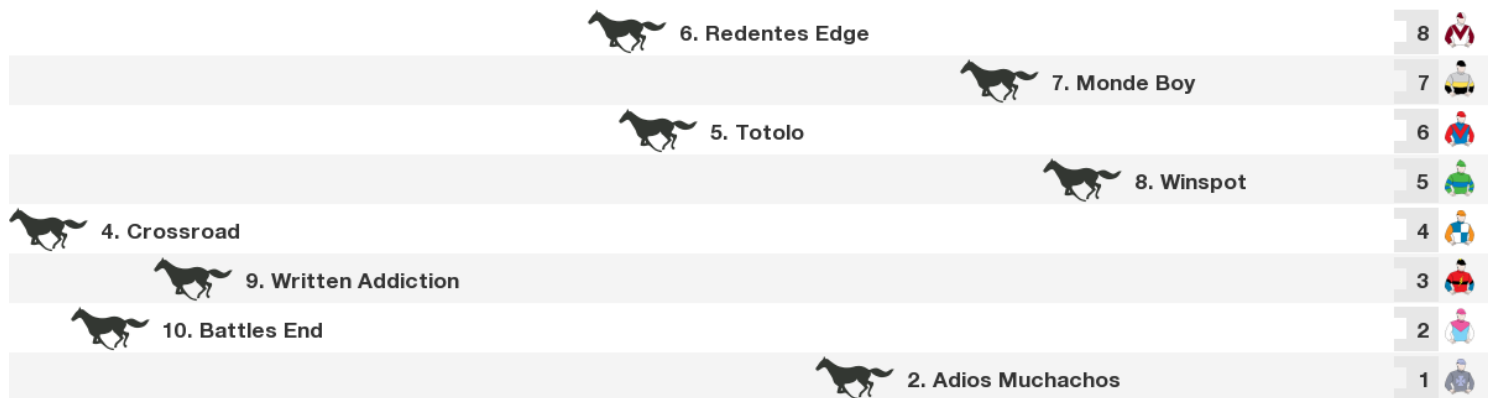 6. Redentes Edge 8
7. Monde Boy 7
5. Totolo 6
8. Winspot 5
4. Crossroad 4
9. Written Addiction 3
10. Battles End 2
2. Adios Muchachos 1